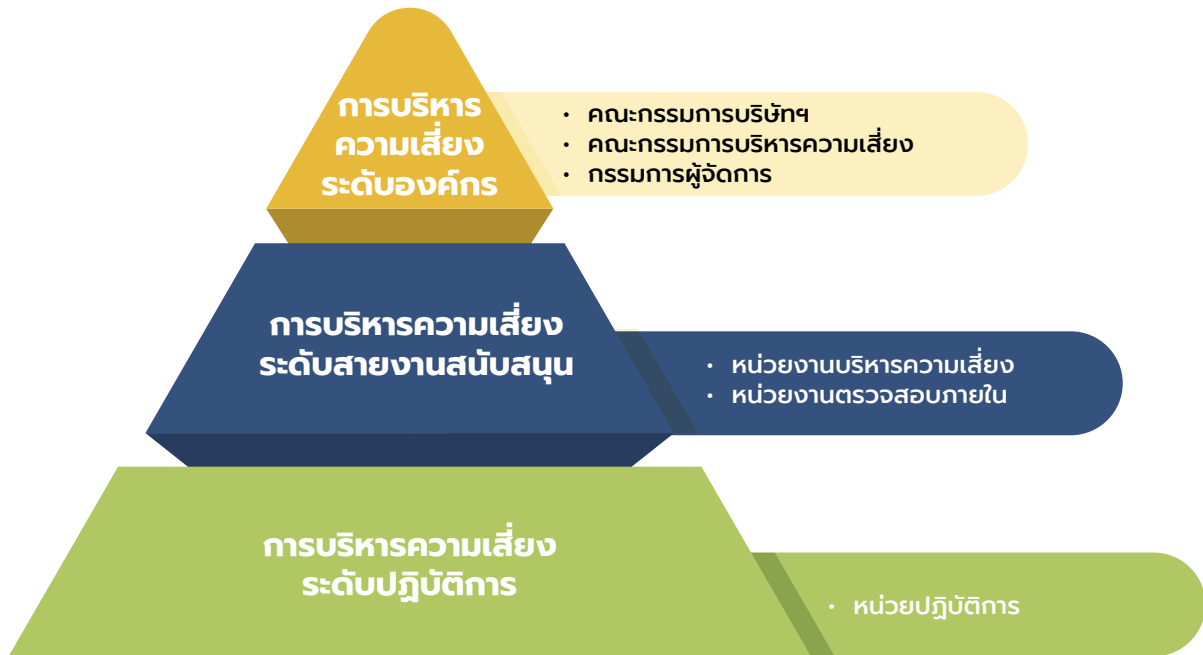 การบริหาร
ความเสี่ยง
ระดับองค์กร
• คณะกรรมการบริษัทฯ
• คณะกรรมการบริหารความเสี่ยง
• กรรมการผู้จัดการ
การบริหารความเสี่ยง
ระดับสายงานสนับสนุน
• หน่วยงานบริหารความเสี่ยง
• หน่วยงานตรวจสอบภายใน
การบริหารความเสี่ยง
ระดับปฏิบัติการ
• หน่วยปฏิบัติการ